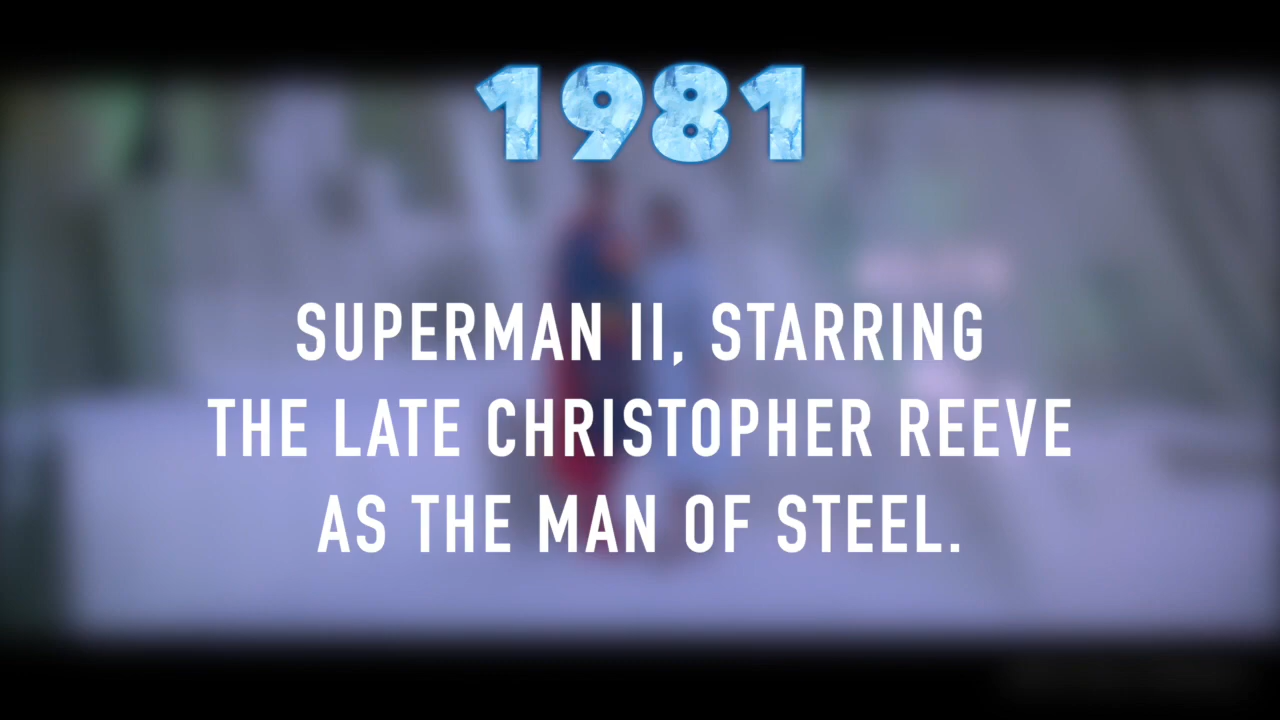 1981
SUPERMAN II, STARRING
THE LATE CHRISTOPHER REEVE
AS THE MAN OF STEEL.